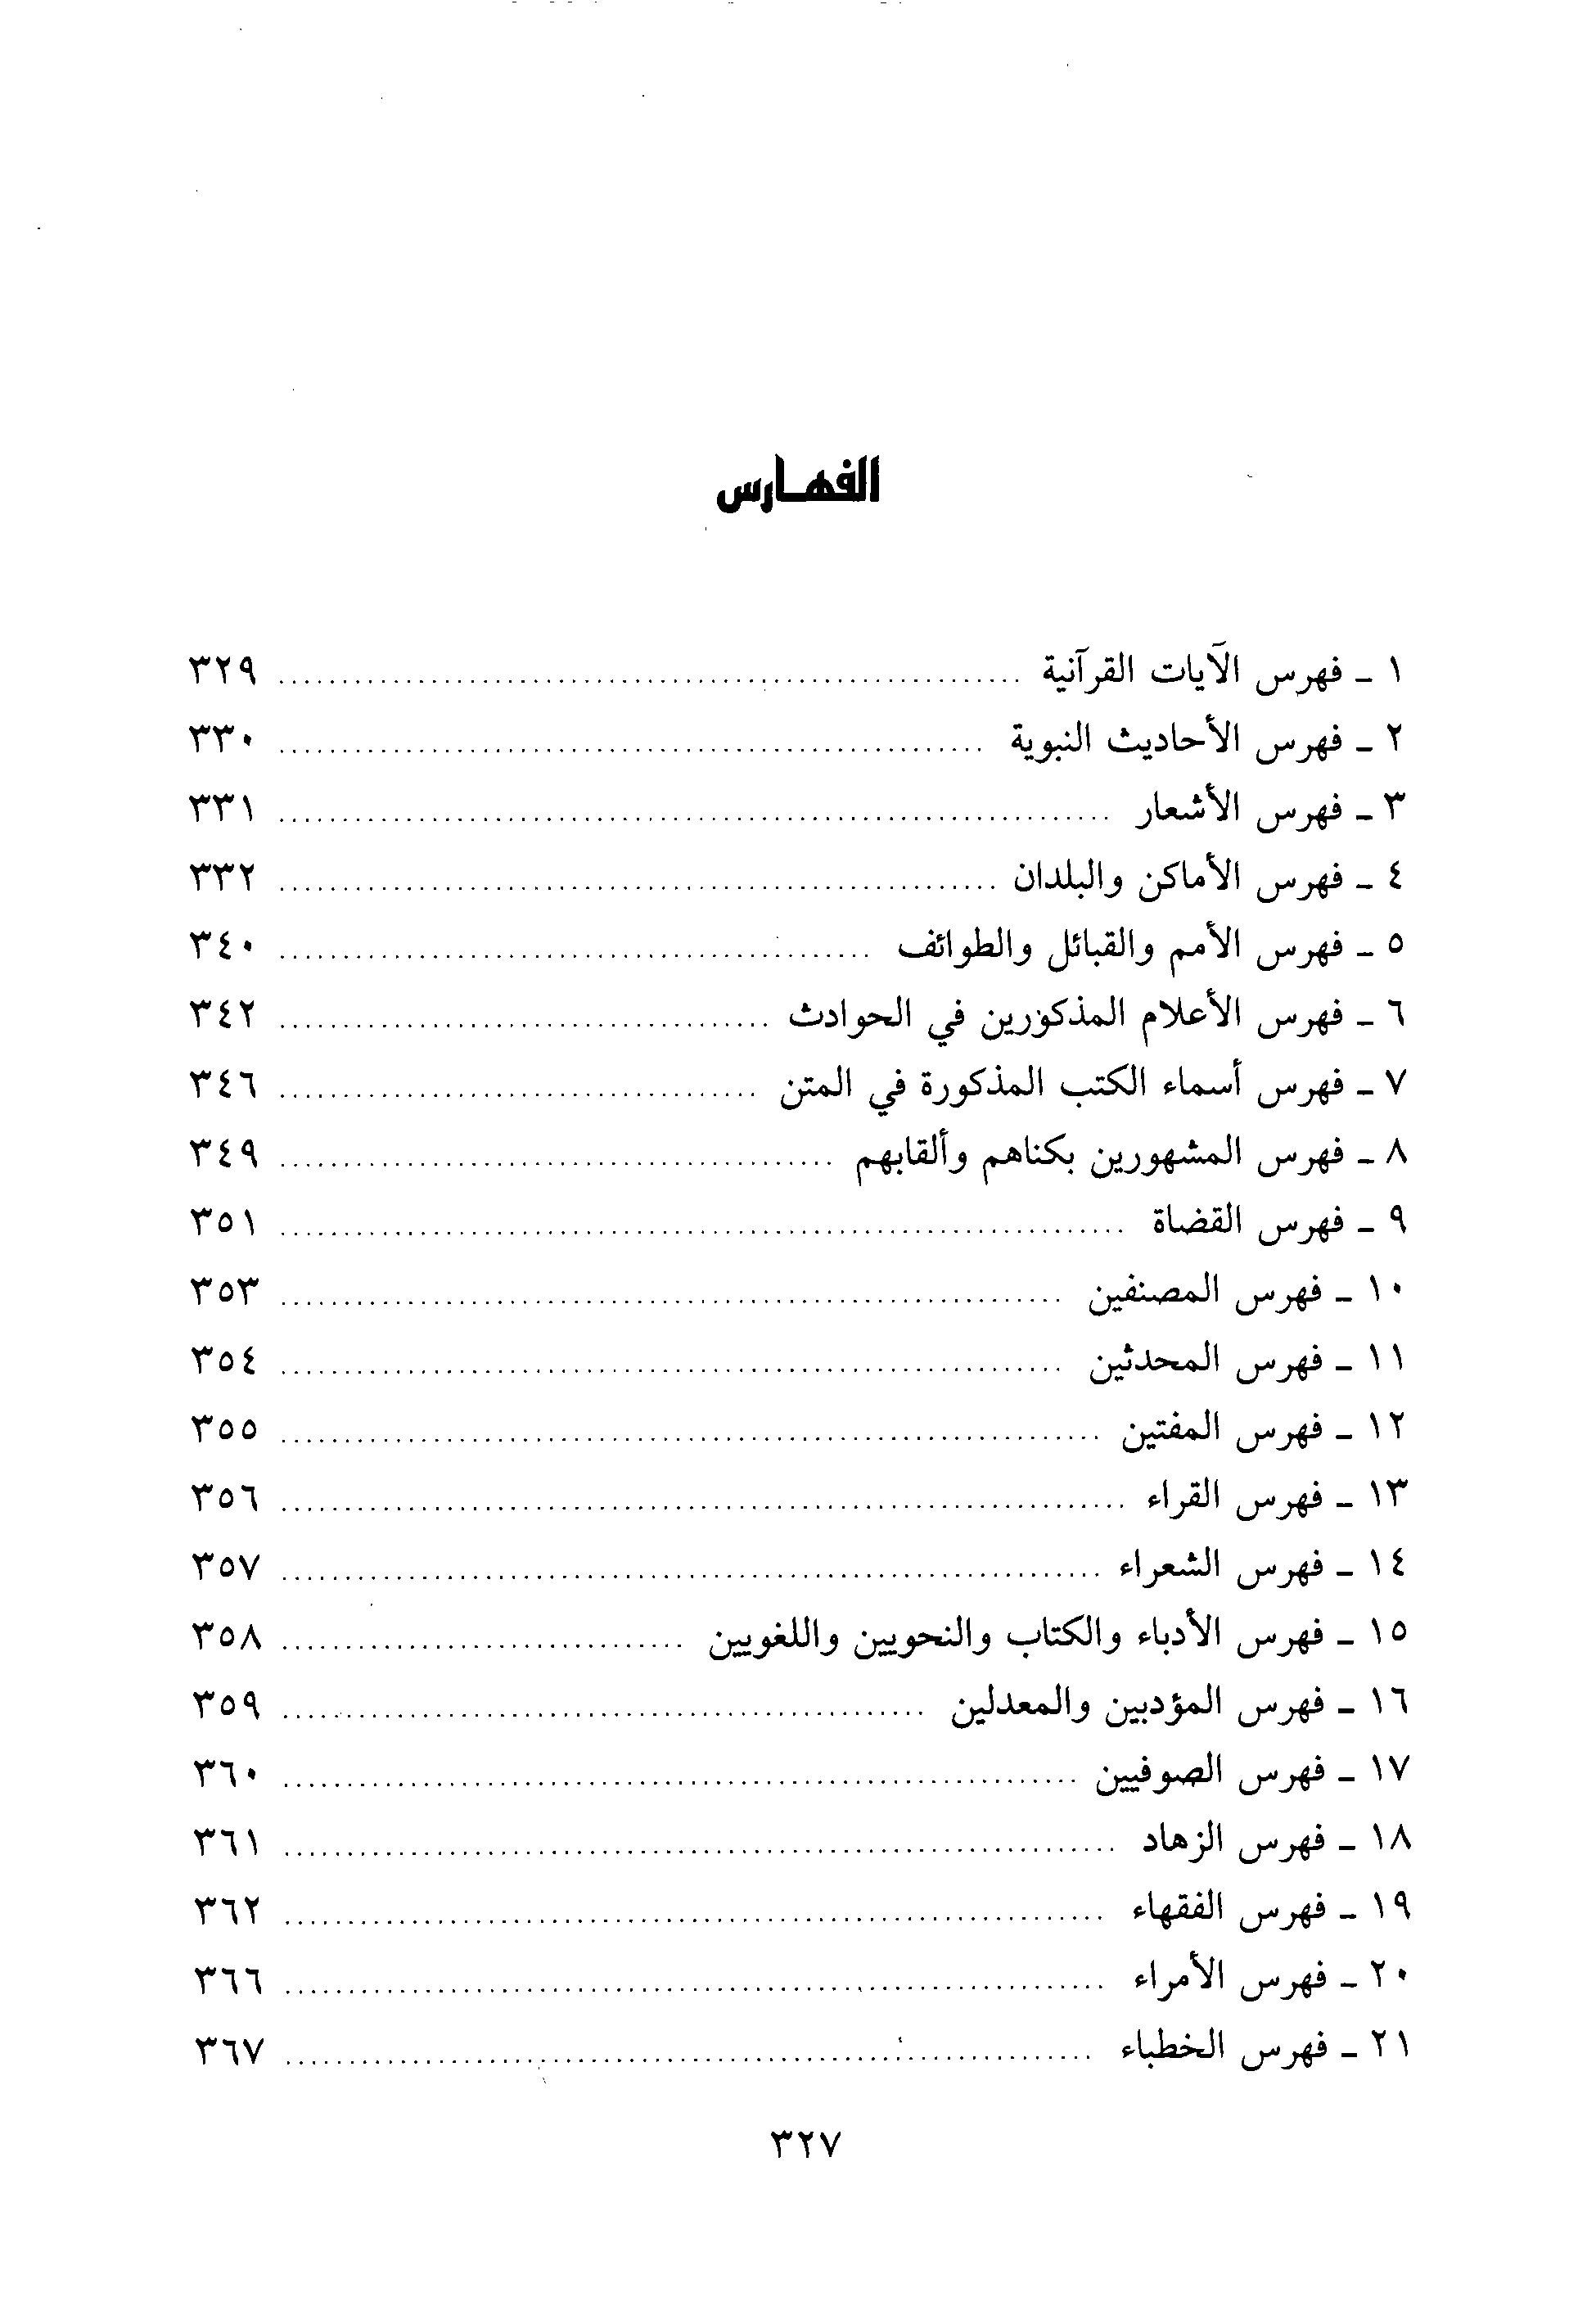 الفهارس
١ - فهرس الآيات القرآنية ........................................ ٣٢٩
٢ - فهرس الأحاديث النبوية ........................................ ٣٣٠
٣ - فهرس الأشعار ........................................ ٣٣١
٤ - فهرس الأماكن والبلدان ........................................ ٣٣٢
٥ - فهرس الأمم والقبائل والطوائف ........................................ ٣٤٠
٦ - فهرس الأعلام المذكورين في الحوادث ........................................ ٣٤٢
٧ - فهرس أسماء الكتب المذكورة في المتن ........................................ ٣٤٦
٨ - فهرس المشهورين بكناهم وألقابهم ........................................ ٣٤٩
٩ - فهرس القضاة ........................................ ٣٥١
١٠ - فهرس المصنفين ........................................ ٣٥٣
١١ - فهرس المحدثين ........................................ ٣٥٤
١٢ - فهرس المفتين ........................................ ٣٥٥
١٣ - فهرس القراء ........................................ ٣٥٦
١٤ - فهرس الشعراء ........................................ ٣٥٧
١٥ - فهرس الأدباء والكتاب والنحويين واللغويين ........................................ ٣٥٨
١٦ - فهرس المؤدبين والمعدلين ........................................ ٣٥٩
١٧ - فهرس الصوفيين ........................................ ٣٦٠
١٨ - فهرس الزهاد ........................................ ٣٦١
١٩ - فهرس الفقهاء ........................................ ٣٦٢
٢٠ - فهرس الأمراء ........................................ ٣٦٦
٢١ - فهرس الخطباء ........................................ ٣٦٧
٣٢٧